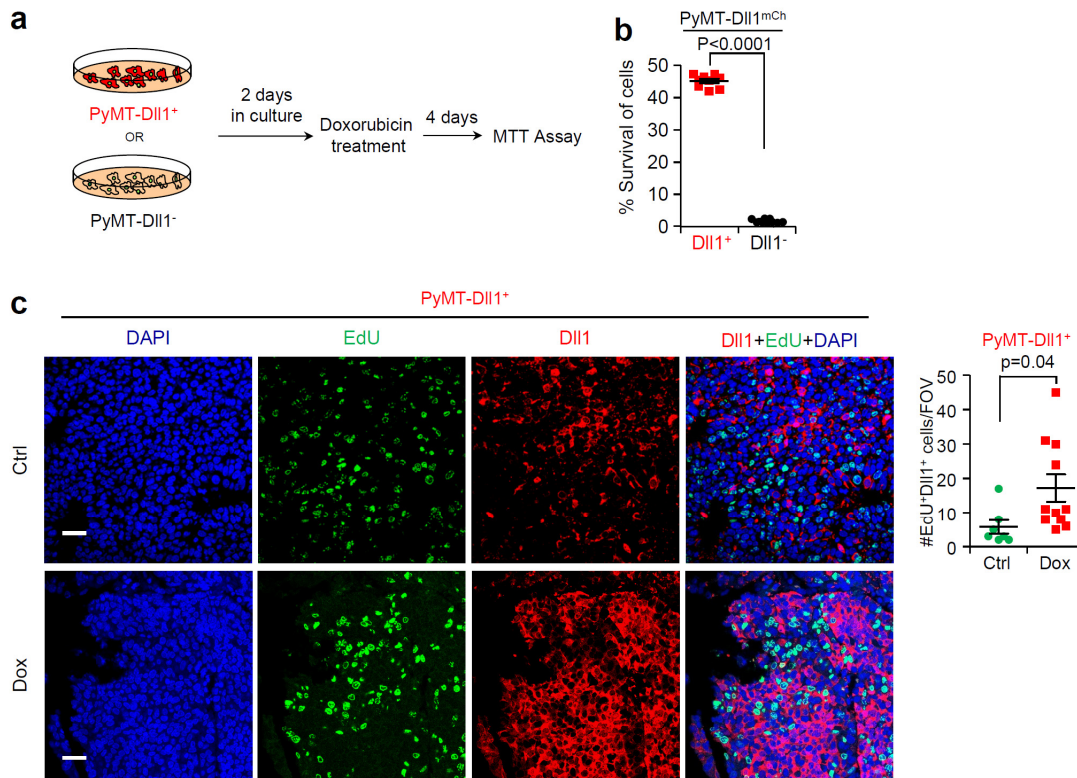 a
PyMT-Dll1⁺
OR
PyMT-Dll1⁻
2 days
in culture
Doxorubicin
treatment
4 days
MTT Assay
b
PyMT-Dll1ᵐᶜʰ
P<0.0001
% Survival of cells
50
40
30
20
10
0
Dll1⁺
Dll1⁻
c
PyMT-Dll1⁺
DAPI
EdU
Dll1
Dll1+EdU+DAPI
Ctrl
Dox
PyMT-Dll1⁺
p=0.04
#EdU⁺Dll1⁺ cells/FOV
50
40
30
20
10
0
Ctrl
Dox